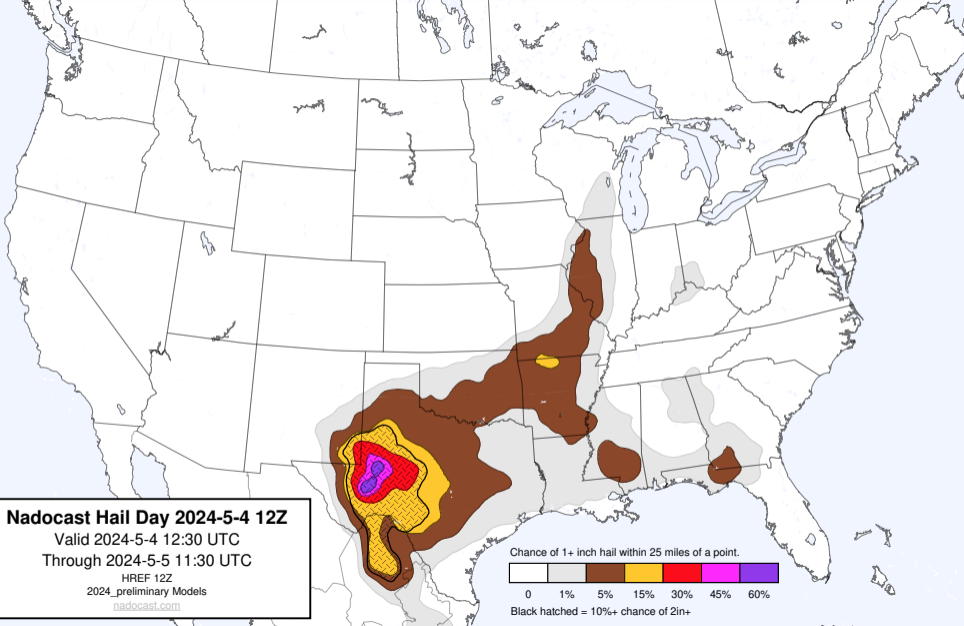 Nadocast Hail Day 2024-5-4 12Z
Valid 2024-5-4 12:30 UTC
Through 2024-5-5 11:30 UTC
HREF 12Z
2024_preliminary Models
nadocast.com
Chance of 1+ inch hail within 25 miles of a point.
0 1% 5% 15% 30% 45% 60%
Black hatched = 10%+ chance of 2in+